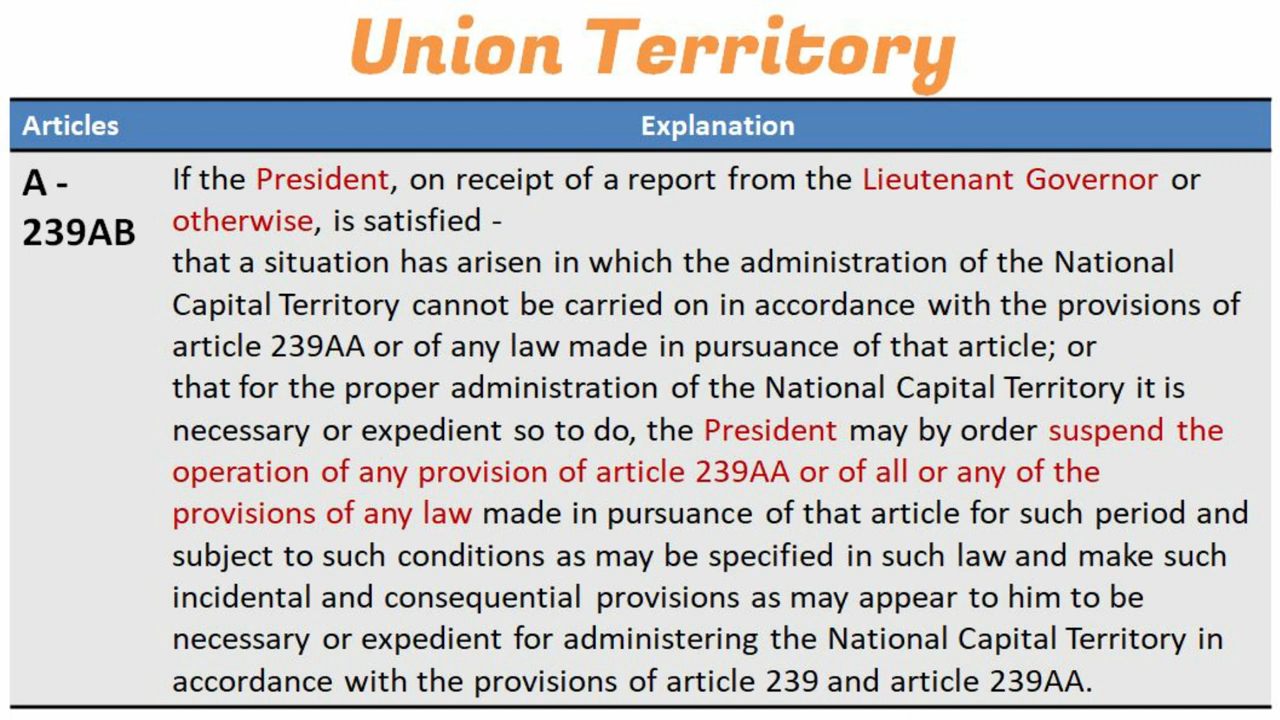 Union Territory
Articles Explanation
A -
239AB
If the President, on receipt of a report from the Lieutenant Governor or
otherwise, is satisfied -
that a situation has arisen in which the administration of the National
Capital Territory cannot be carried on in accordance with the provisions of
article 239AA or of any law made in pursuance of that article; or
that for the proper administration of the National Capital Territory it is
necessary or expedient so to do, the President may by order suspend the
operation of any provision of article 239AA or of all or any of the
provisions of any law made in pursuance of that article for such period and
subject to such conditions as may be specified in such law and make such
incidental and consequential provisions as may appear to him to be
necessary or expedient for administering the National Capital Territory in
accordance with the provisions of article 239 and article 239AA.